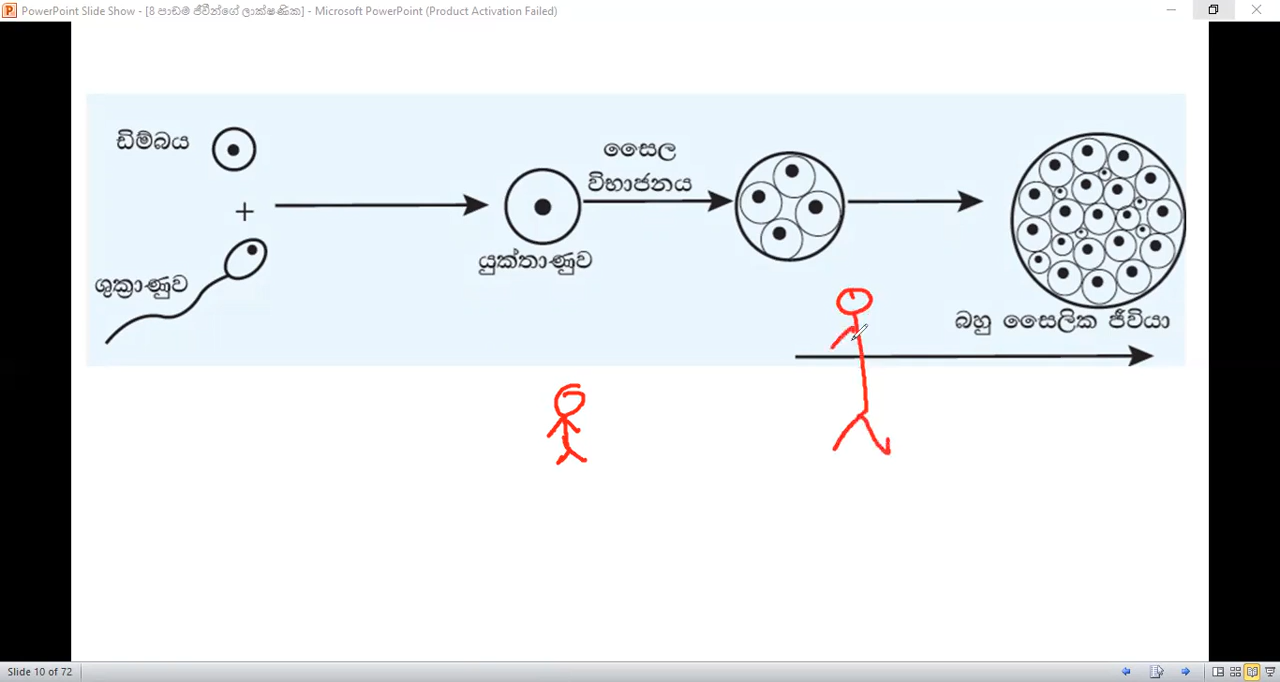 PowerPoint Slide Show - [8 පාඩම ජීවීන්ගේ ලාක්ෂණික] - Microsoft PowerPoint (Product Activation Failed)
ඩිම්බය
+
ශුක්‍රාණුව
යුක්තාණුව
සෛල
විභාජනය
බහු සෛලික ජීවියා
Slide 10 of 72